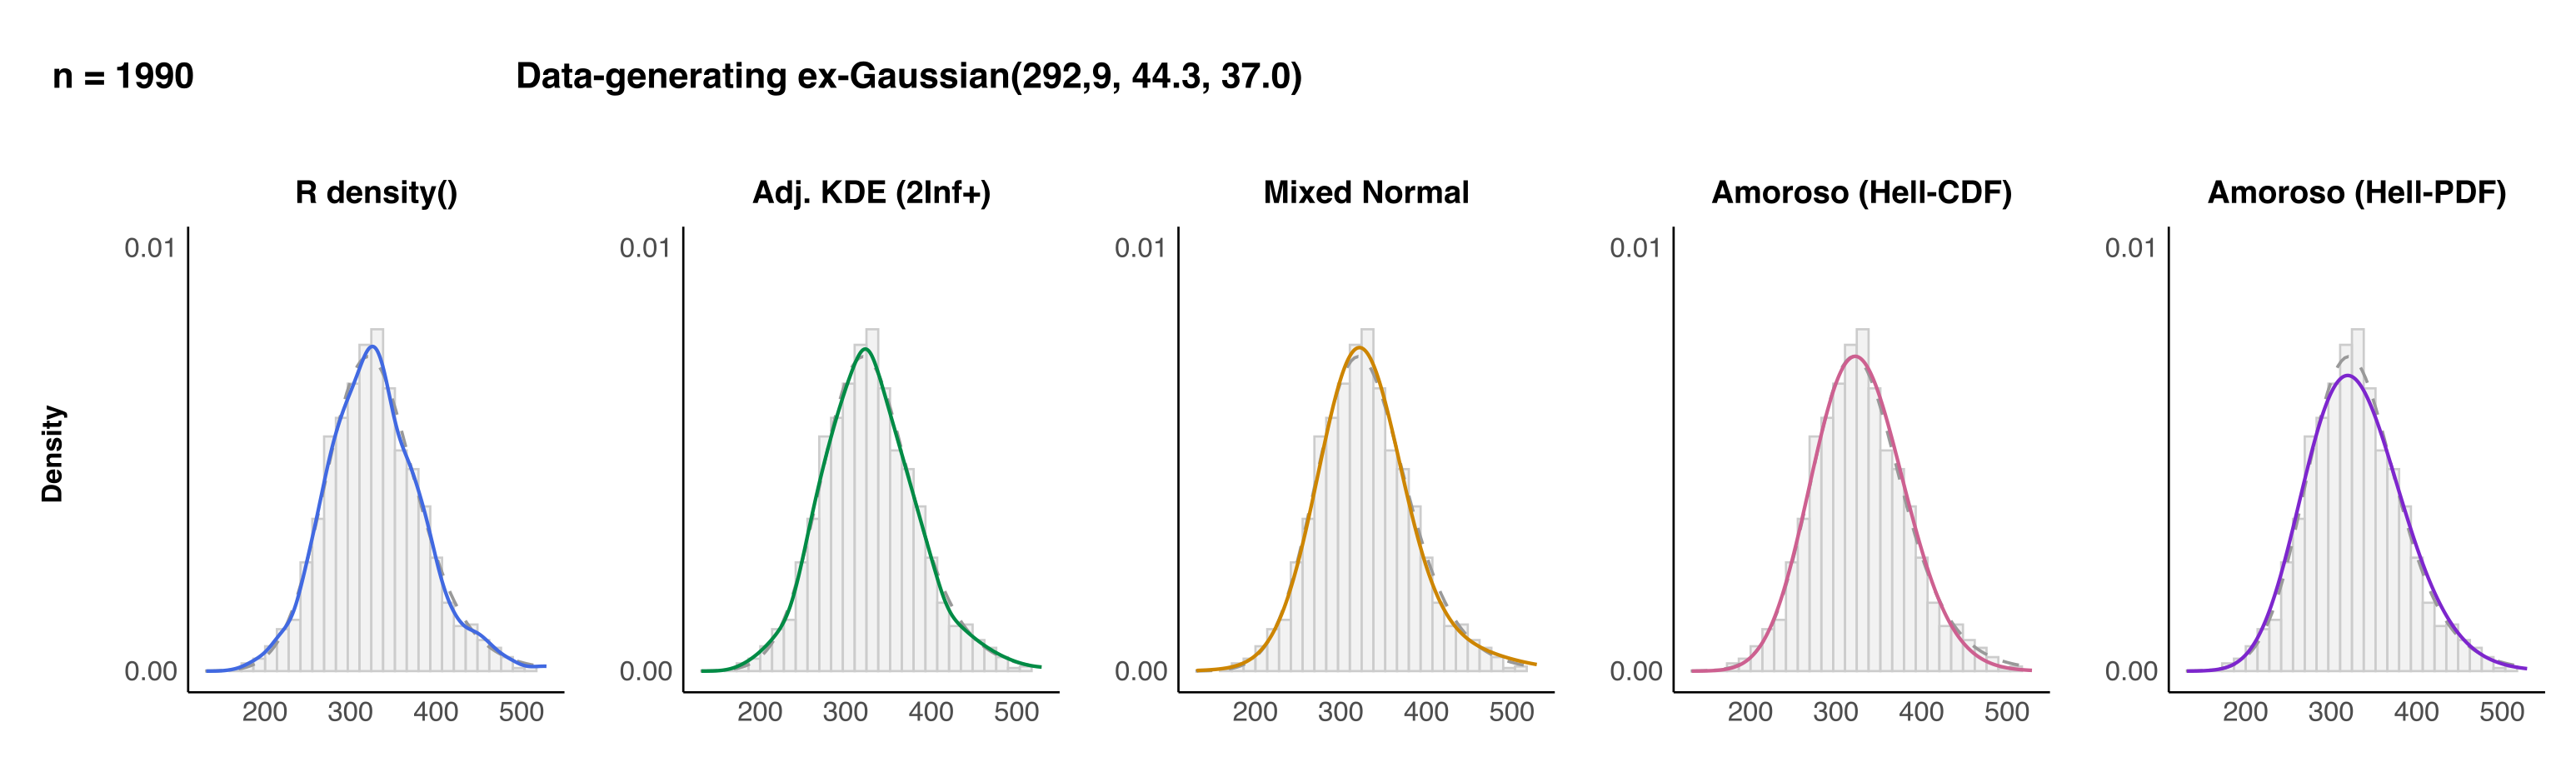 n = 1990 Data-generating ex-Gaussian(292,9, 44.3, 37.0)
R density() Adj. KDE (2Inf+) Mixed Normal Amoroso (Hell-CDF) Amoroso (Hell-PDF)
0.01 0.01 0.01 0.01 0.01
Density
0.00 0.00 0.00 0.00 0.00
200 300 400 500 200 300 400 500 200 300 400 500 200 300 400 500 200 300 400 500